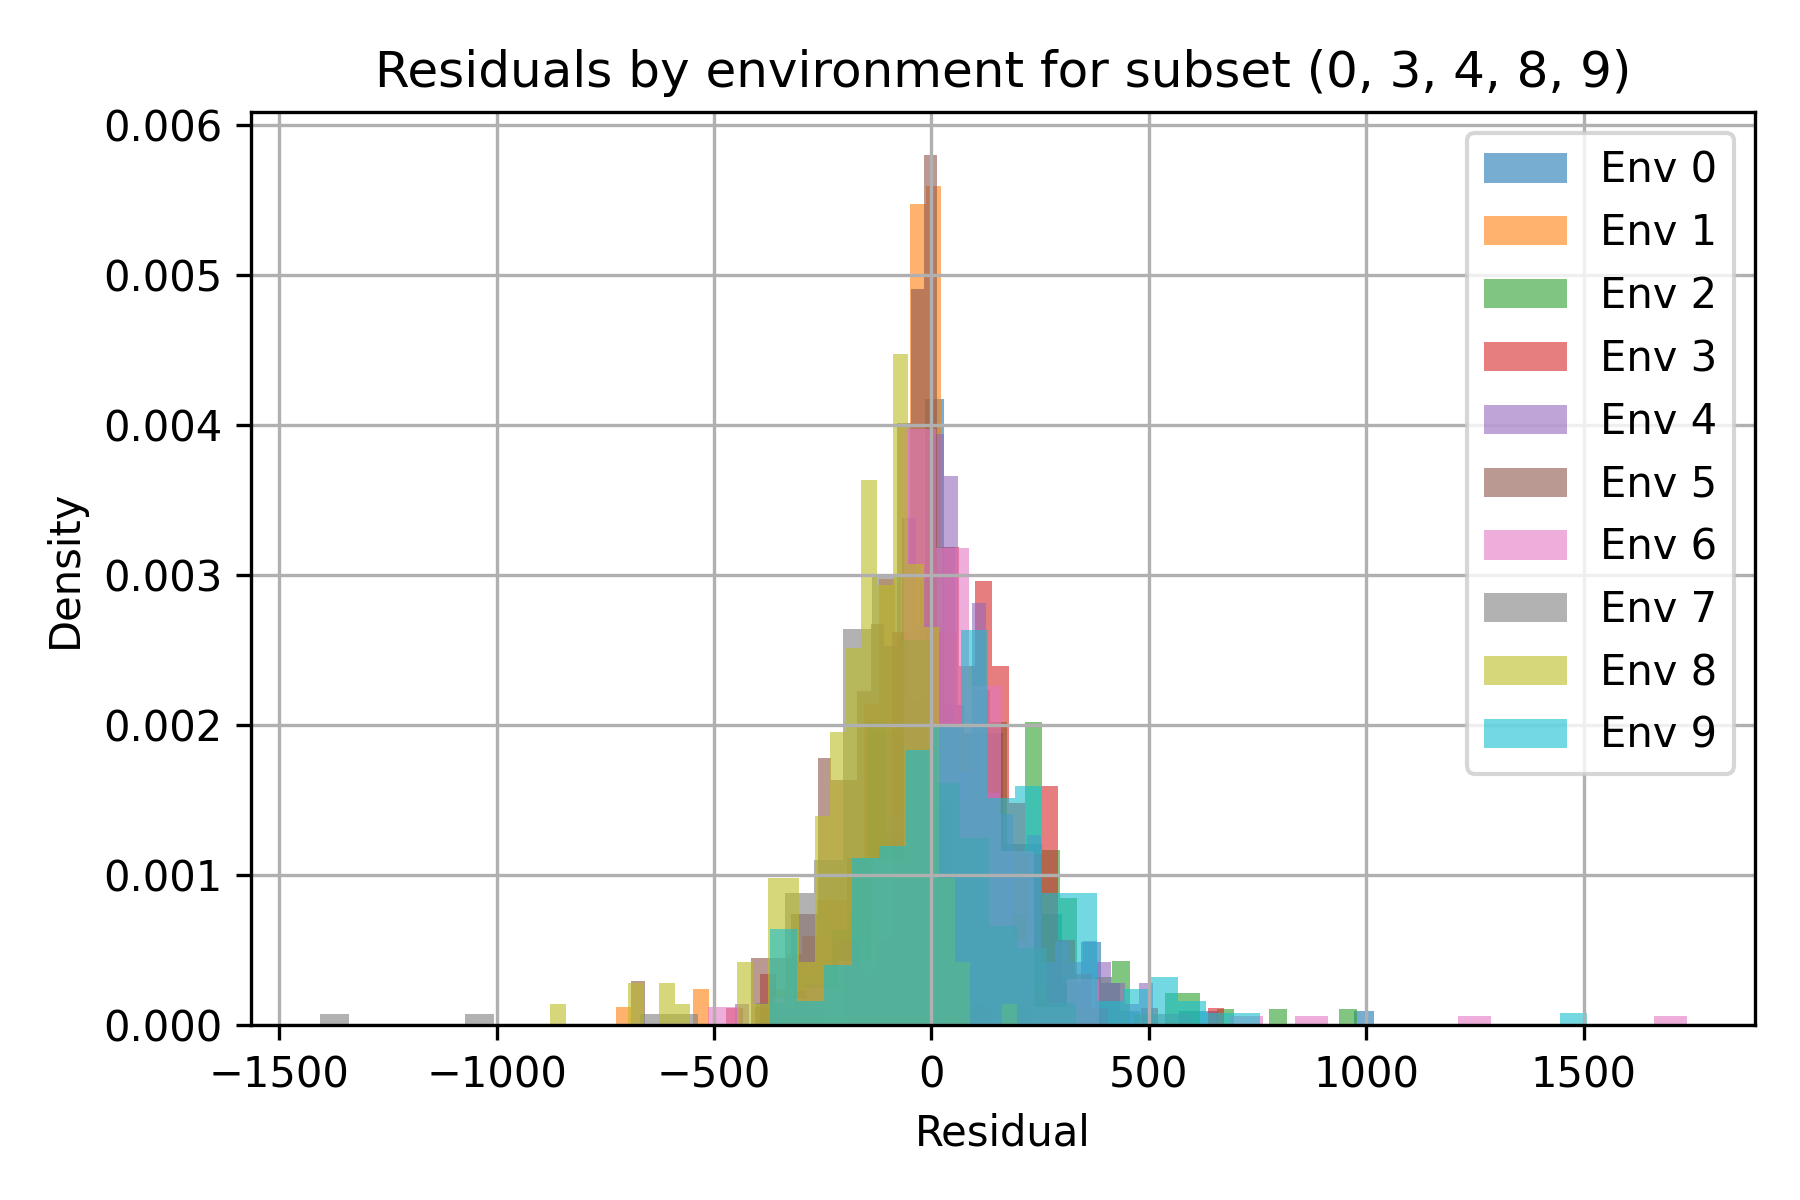 Residuals by environment for subset (0, 3, 4, 8, 9)
0.006
0.005
0.004
0.003
0.002
0.001
0.000
Density
−1500
−1000
−500
0
500
1000
1500
Residual
Env 0
Env 1
Env 2
Env 3
Env 4
Env 5
Env 6
Env 7
Env 8
Env 9